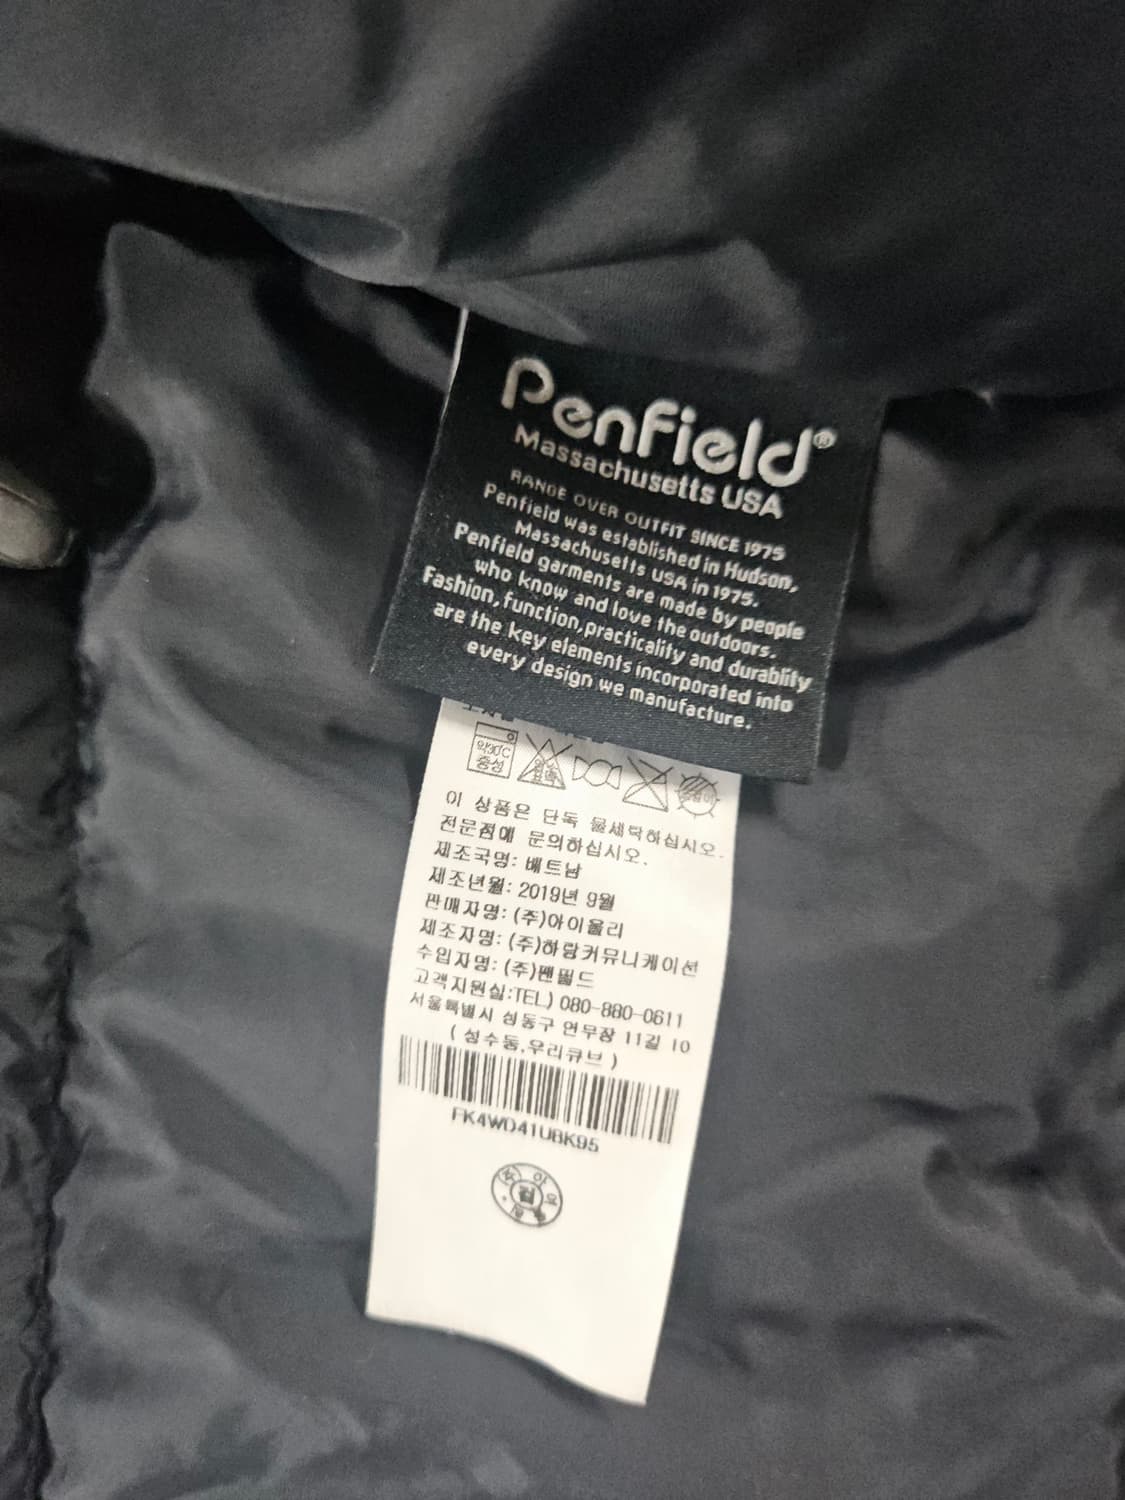 Penfield®
Massachusetts USA
RANGE OVER OUTFIT SINCE 1975
Penfield was established in Hudson,
Massachusetts USA in 1975.
Penfield garments are made by people
who know and love the outdoors.
Fashion, function, practicality and durablity
are the key elements incorporated into
every design we manufacture.
약30℃
중성
이 상품은 단독 물세탁하십시오.
전문점에 문의하십시오.
제조국명: 베트남
제조년월: 2019년 9월
판매자명: (주)아이올리
제조자명: (주)하랑커뮤니케이션
수입자명: (주)펜필드
고객지원실:TEL) 080-880-0611
서울특별시 성동구 연무장 11길 10
( 성수동,우리큐브 )
FK4WD41UBK95
검